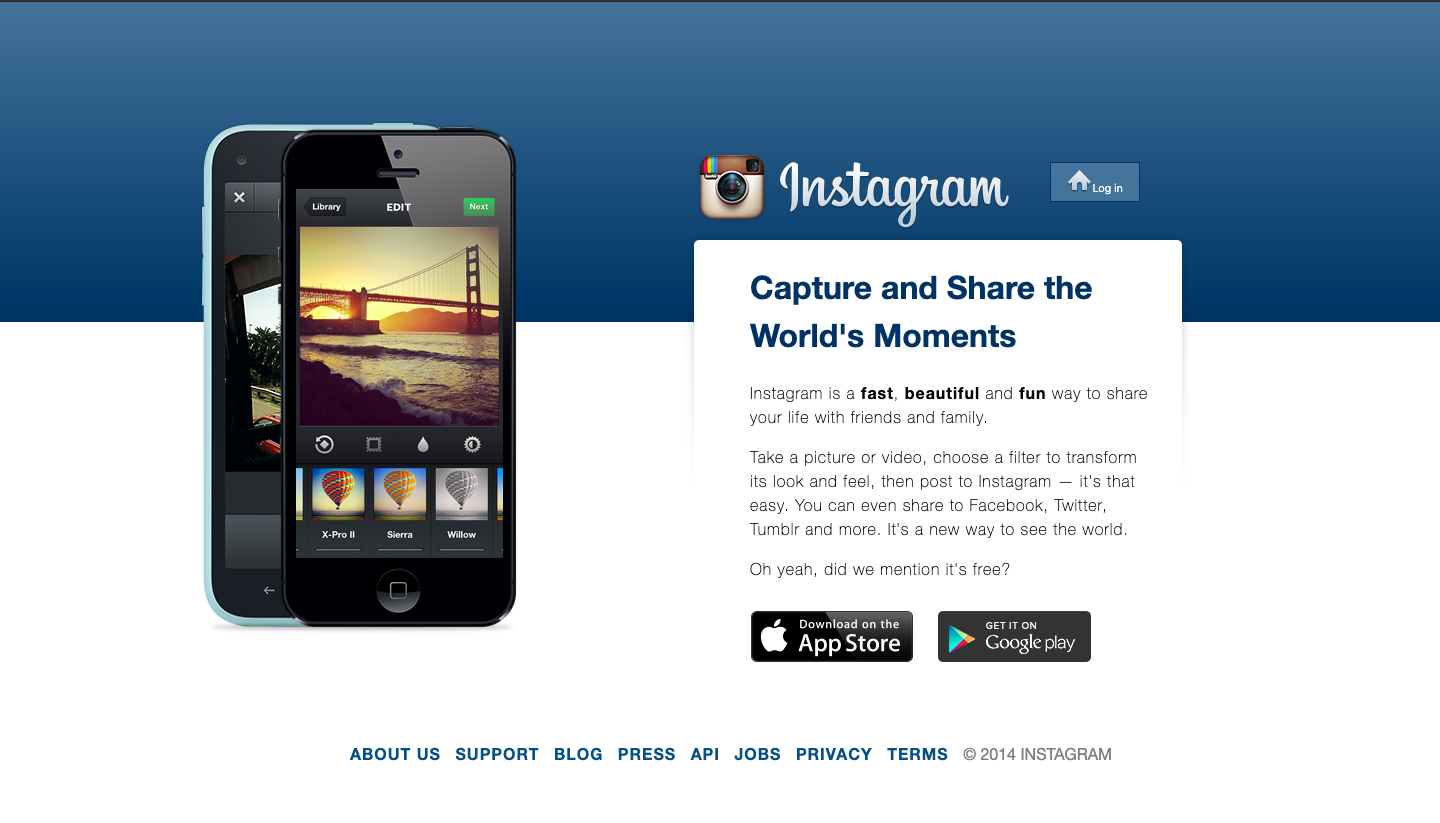 Instagram
Log in
Library
EDIT
Next
X-Pro II
Sierra
Willow
Capture and Share the
World's Moments
Instagram is a fast, beautiful and fun way to share
your life with friends and family.
Take a picture or video, choose a filter to transform
its look and feel, then post to Instagram — it's that
easy. You can even share to Facebook, Twitter,
Tumblr and more. It's a new way to see the world.
Oh yeah, did we mention it's free?
Download on the
App Store
GET IT ON
Google play
ABOUT US SUPPORT BLOG PRESS API JOBS PRIVACY TERMS © 2014 INSTAGRAM